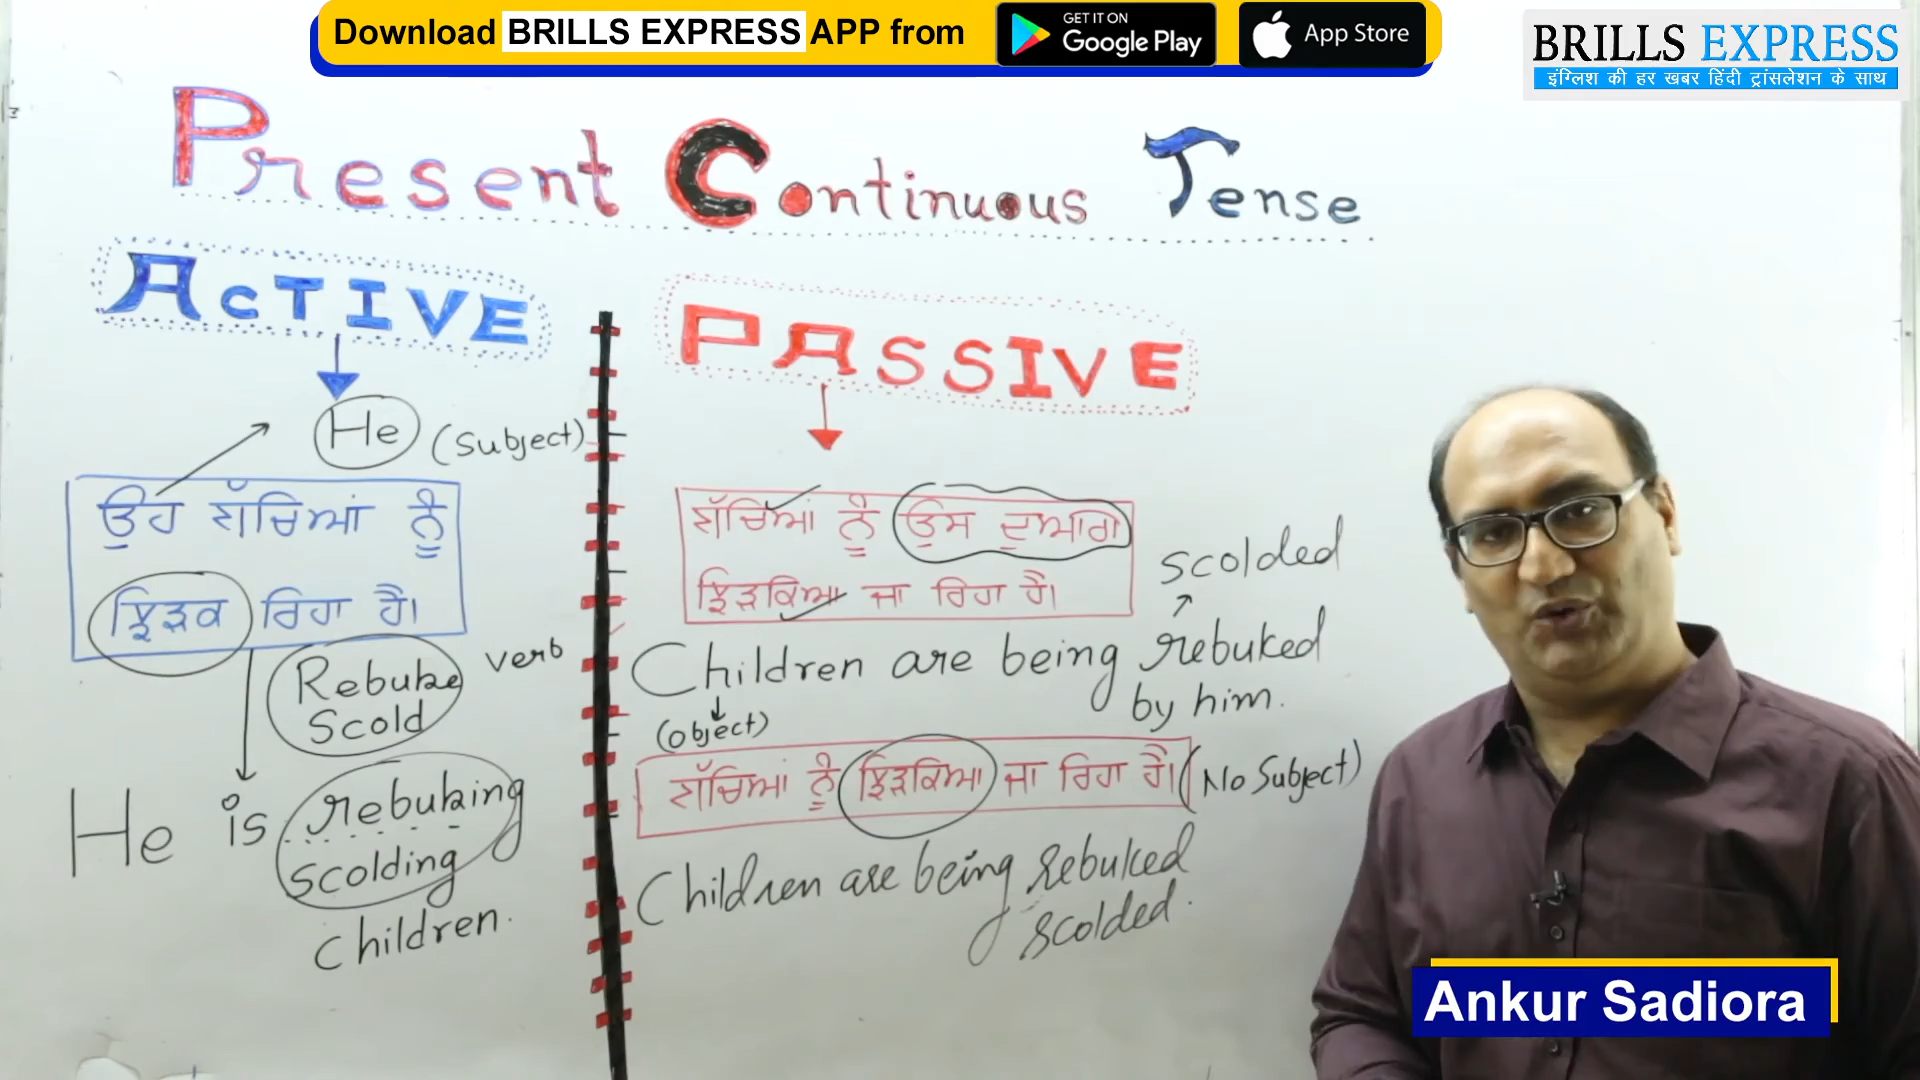 Download BRILLS EXPRESS APP from
GET IT ON
Google Play
App Store
BRILLS EXPRESS
इंग्लिश की हर खबर हिंदी ट्रांसलेशन के साथ
Present Continuous Tense
ACTIVE
He (Subject)
ਉਹ ਬੱਚਿਆਂ ਨੂੰ
ਝਿੜਕ ਰਿਹਾ ਹੈ।
Rebuke verb
Scold
He is rebuking
scolding
children.
PASSIVE
ਬੱਚਿਆਂ ਨੂੰ ਉਸ ਦੁਆਰਾ
ਝਿੜਕਿਆ ਜਾ ਰਿਹਾ ਹੈ।
scolded
Children are being rebuked
by him.
(object)
ਬੱਚਿਆਂ ਨੂੰ ਝਿੜਕਿਆ ਜਾ ਰਿਹਾ ਹੈ। (No Subject)
Children are being rebuked
scolded.
Ankur Sadiora